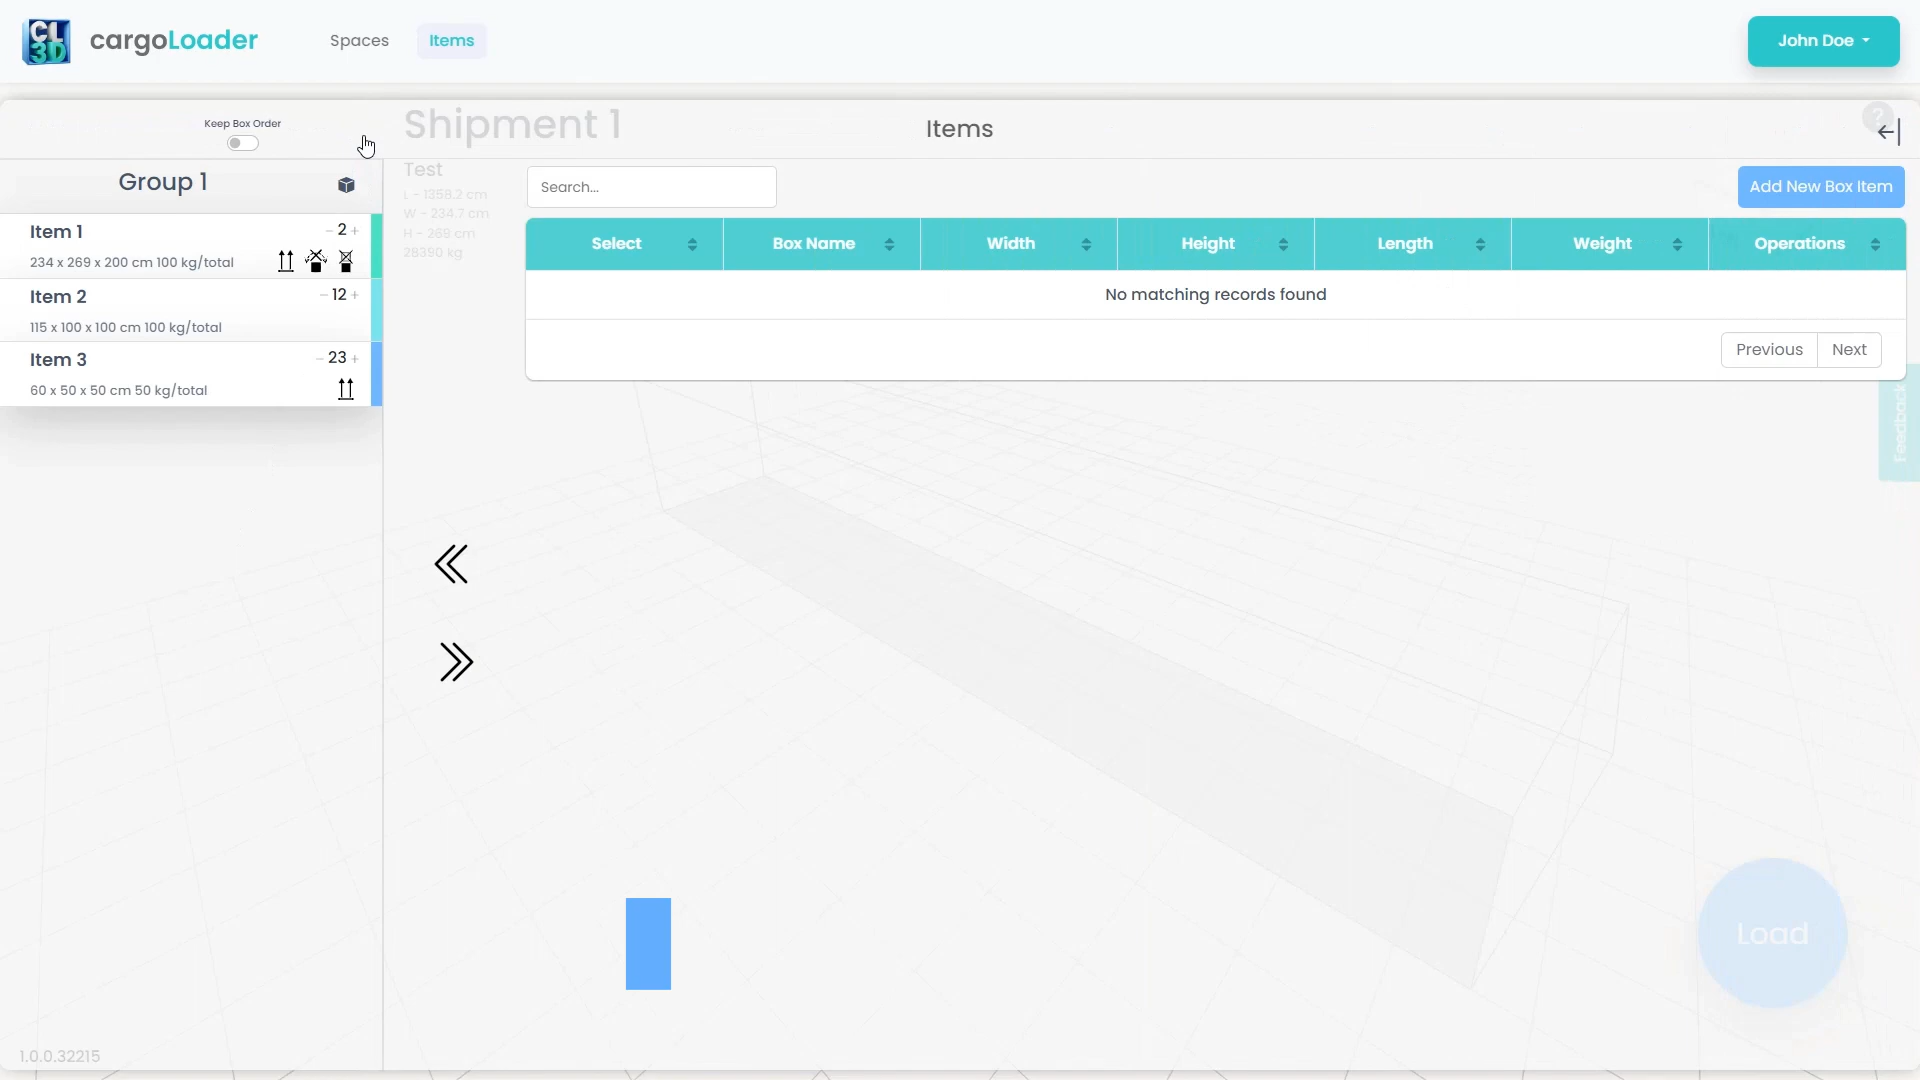 CL
3D
cargoLoader
Spaces
Items
John Doe
Keep Box Order
Shipment 1
Items
?
Group 1
Test
L - 1358.2 cm
W - 234.7 cm
H - 268 cm
28390 kg
Search...
Add New Box Item
Item 1
- 2 +
234 x 269 x 200 cm 100 kg/total
Item 2
- 12 +
115 x 100 x 100 cm 100 kg/total
Item 3
- 23 +
60 x 50 x 50 cm 50 kg/total
Select
Box Name
Width
Height
Length
Weight
Operations
No matching records found
Previous
Next
Feedback
Load
1.0.0.32215